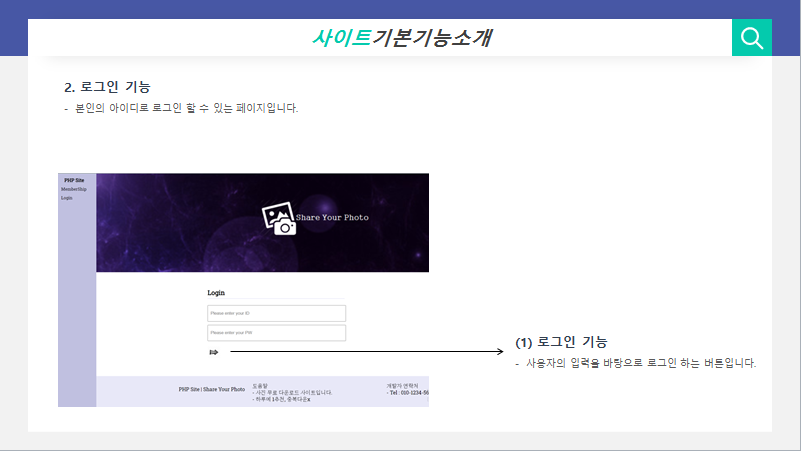 사이트기본기능소개
2. 로그인 기능
- 본인의 아이디로 로그인 할 수 있는 페이지입니다.
PHP Site
MemberShip
Login
Share Your Photo
Login
Please enter your ID
Please enter your PW
(1) 로그인 기능
- 사용자의 입력을 바탕으로 로그인 하는 버튼입니다.
PHP Site | Share Your Photo
도움말
- 사진 무료 다운로드 사이트입니다.
- 하루에 1추천, 중복다운x
개발자 연락처
- Tel : 010-1234-56